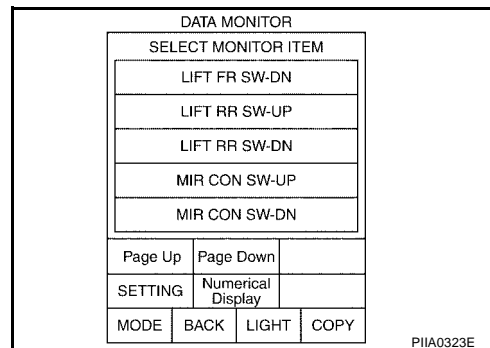 DATA MONITOR
SELECT MONITOR ITEM
LIFT FR SW-DN
LIFT RR SW-UP
LIFT RR SW-DN
MIR CON SW-UP
MIR CON SW-DN
Page Up Page Down
SETTING Numerical
Display
MODE BACK LIGHT COPY
PIIA0323E